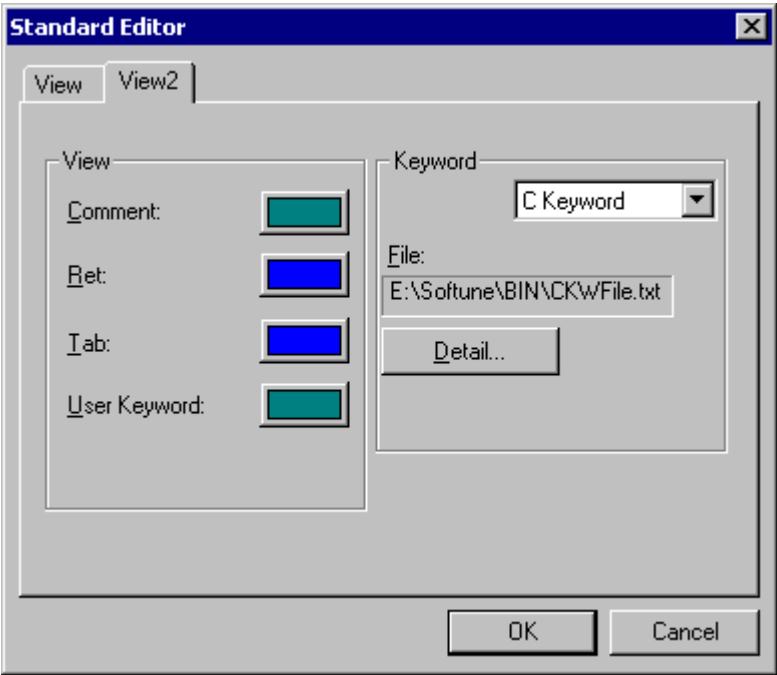 Standard Editor
View View2
View
Comment:
Ret:
Tab:
User Keyword:
Keyword
C Keyword
File:
E:\Softune\BIN\CKWFile.txt
Detail...
OK Cancel